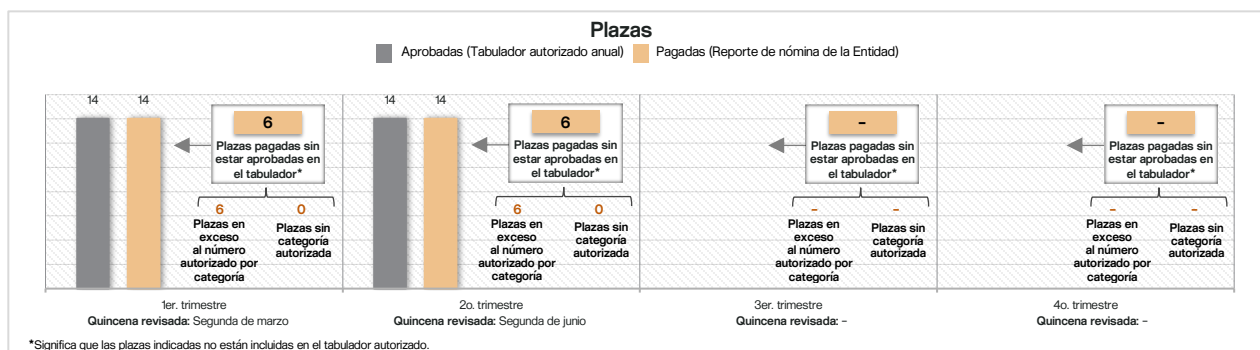 Plazas
Aprobadas (Tabulador autorizado anual)
Pagadas (Reporte de nómina de la Entidad)
14
14
6
Plazas pagadas sin
estar aprobadas en
el tabulador*
6
0
Plazas en
exceso
al número
autorizado por
categoría
Plazas sin
categoría
autorizada
1er. trimestre
Quincena revisada: Segunda de marzo
14
14
6
Plazas pagadas sin
estar aprobadas en
el tabulador*
6
0
Plazas en
exceso
al número
autorizado por
categoría
Plazas sin
categoría
autorizada
2o. trimestre
Quincena revisada: Segunda de junio
–
Plazas pagadas sin
estar aprobadas en
el tabulador*
–
–
Plazas en
exceso
al número
autorizado por
categoría
Plazas sin
categoría
autorizada
3er. trimestre
Quincena revisada: –
–
Plazas pagadas sin
estar aprobadas en
el tabulador*
–
–
Plazas en
exceso
al número
autorizado por
categoría
Plazas sin
categoría
autorizada
4o. trimestre
Quincena revisada: –
*Significa que las plazas indicadas no están incluidas en el tabulador autorizado.